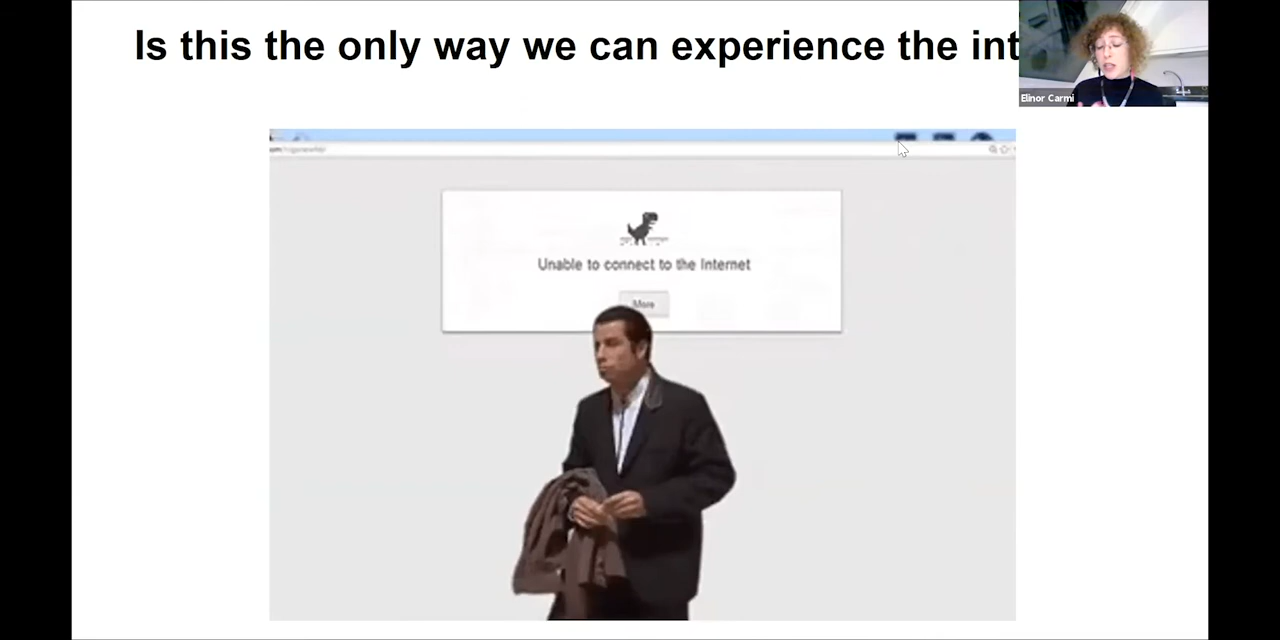 Is this the only way we can experience the int
Elinor Carmi
Unable to connect to the Internet
More